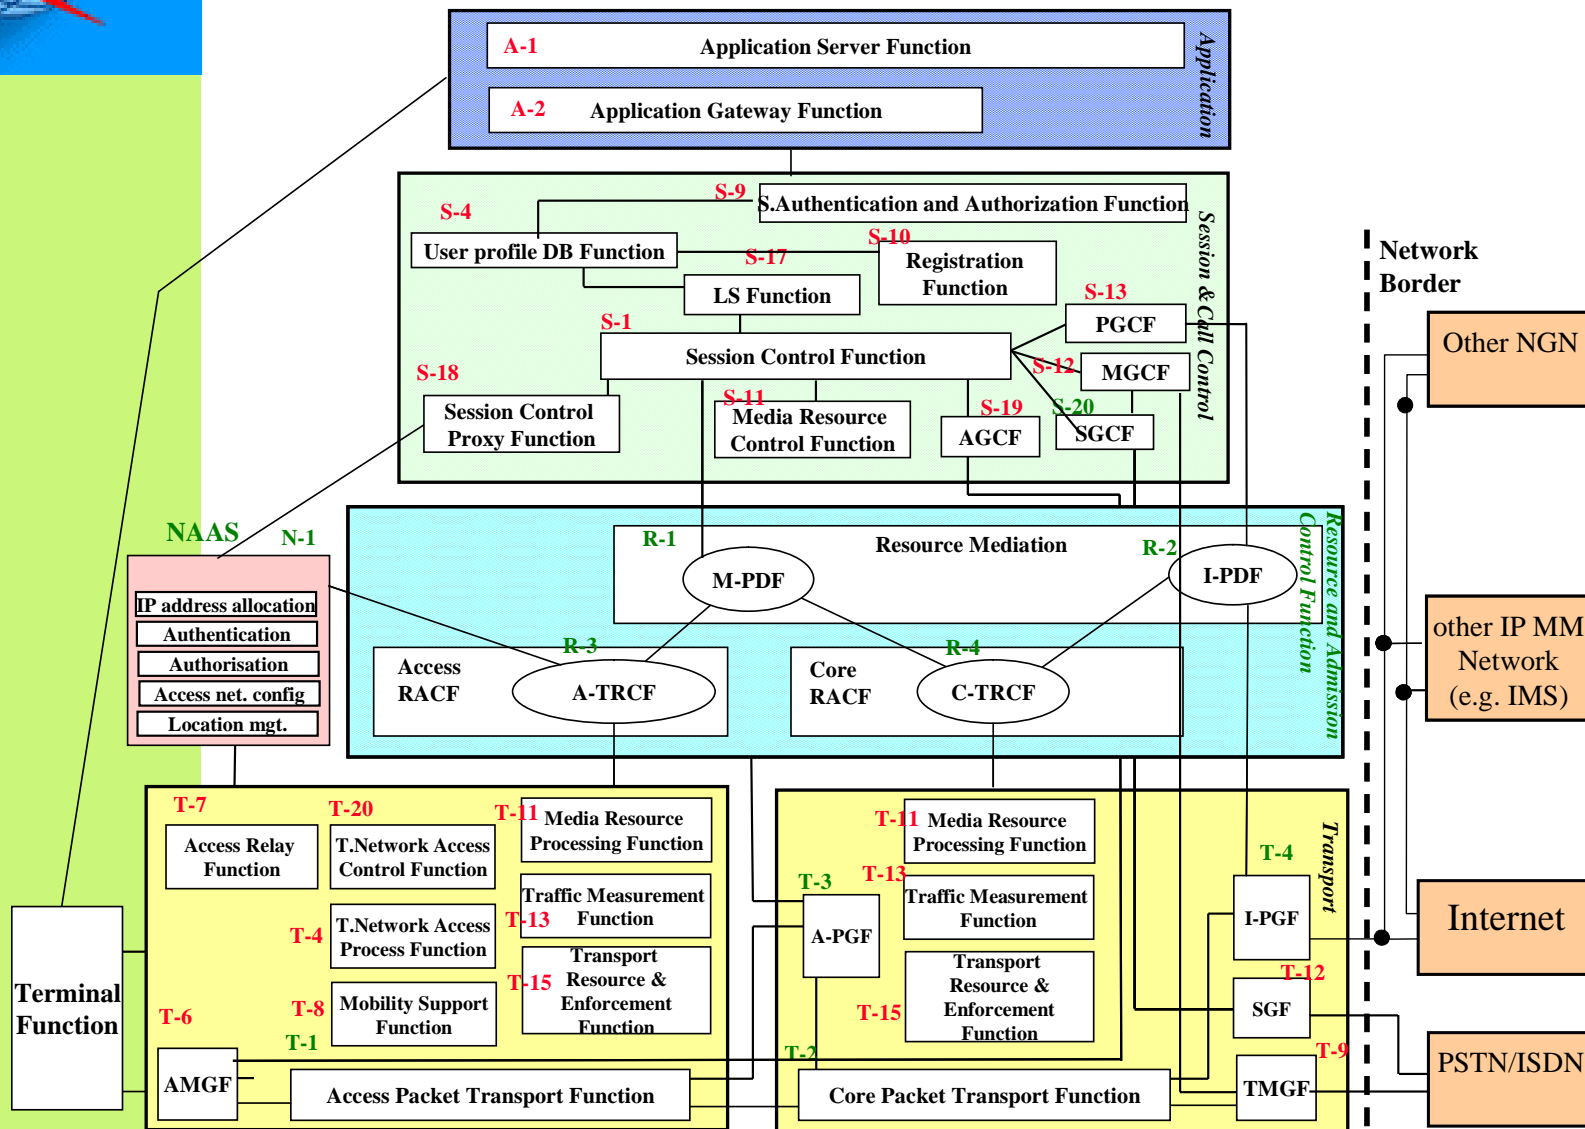 A-1
Application Server Function
A-2
Application Gateway Function
Application
S-9
S.Authentication and Authorization Function
S-4
User profile DB Function
S-10
Registration
Function
S-17
LS Function
S-13
PGCF
S-1
Session Control Function
S-12
MGCF
S-18
Session Control
Proxy Function
S-11
Media Resource
Control Function
S-19
AGCF
S-20
SGCF
Session &Call Control
Network
Border
Other NGN
other IP MM
Network
(e.g. IMS)
Internet
PSTN/ISDN
NAAS
N-1
IP address allocation
Authentication
Authorisation
Access net. config
Location mgt.
R-1
Resource Mediation
R-2
M-PDF
I-PDF
Resource and Admission
Control Function
R-3
Access
RACF
A-TRCF
R-4
Core
RACF
C-TRCF
T-7
Access Relay
Function
T-20
T.Network Access
Control Function
T-11
Media Resource
Processing Function
T-4
T.Network Access
Process Function
T-13
Traffic Measurement
Function
T-8
Mobility Support
Function
T-15
Transport
Resource &
Enforcement
Function
T-6
AMGF
T-1
Access Packet Transport Function
Terminal
Function
T-11
Media Resource
Processing Function
T-13
Traffic Measurement
Function
T-3
A-PGF
T-15
Transport
Resource &
Enforcement
Function
T-4
I-PGF
Transport
T-12
SGF
T-9
TMGF
T-2
Core Packet Transport Function